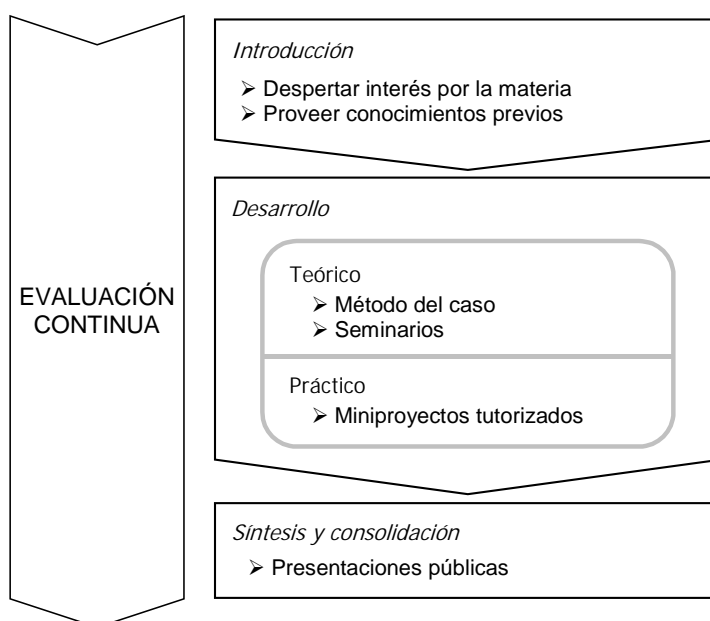 EVALUACIÓN
CONTINUA
Introducción
➢ Despertar interés por la materia
➢ Proveer conocimientos previos
Desarrollo
Teórico
➢ Método del caso
➢ Seminarios
Práctico
➢ Miniproyectos tutorizados
Síntesis y consolidación
➢ Presentaciones públicas